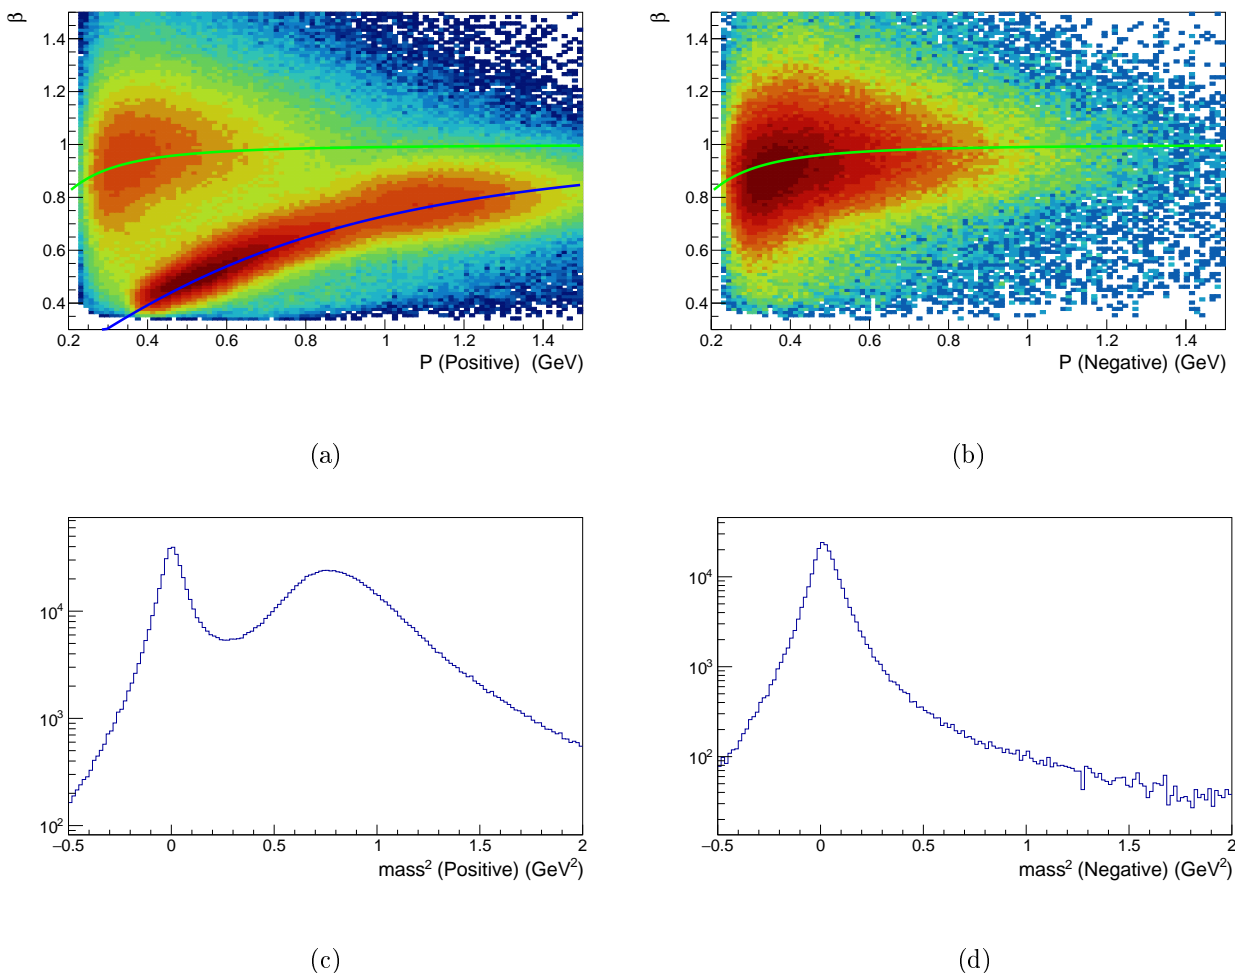 β
1.4
1.2
1
0.8
0.6
0.4
0.2 0.4 0.6 0.8 1 1.2 1.4
P (Positive) (GeV)
(a)
β
1.4
1.2
1
0.8
0.6
0.4
0.2 0.4 0.6 0.8 1 1.2 1.4
P (Negative) (GeV)
(b)
10⁴
10³
10²
−0.5 0 0.5 1 1.5 2
mass² (Positive) (GeV²)
(c)
10⁴
10³
10²
−0.5 0 0.5 1 1.5 2
mass² (Negative) (GeV²)
(d)